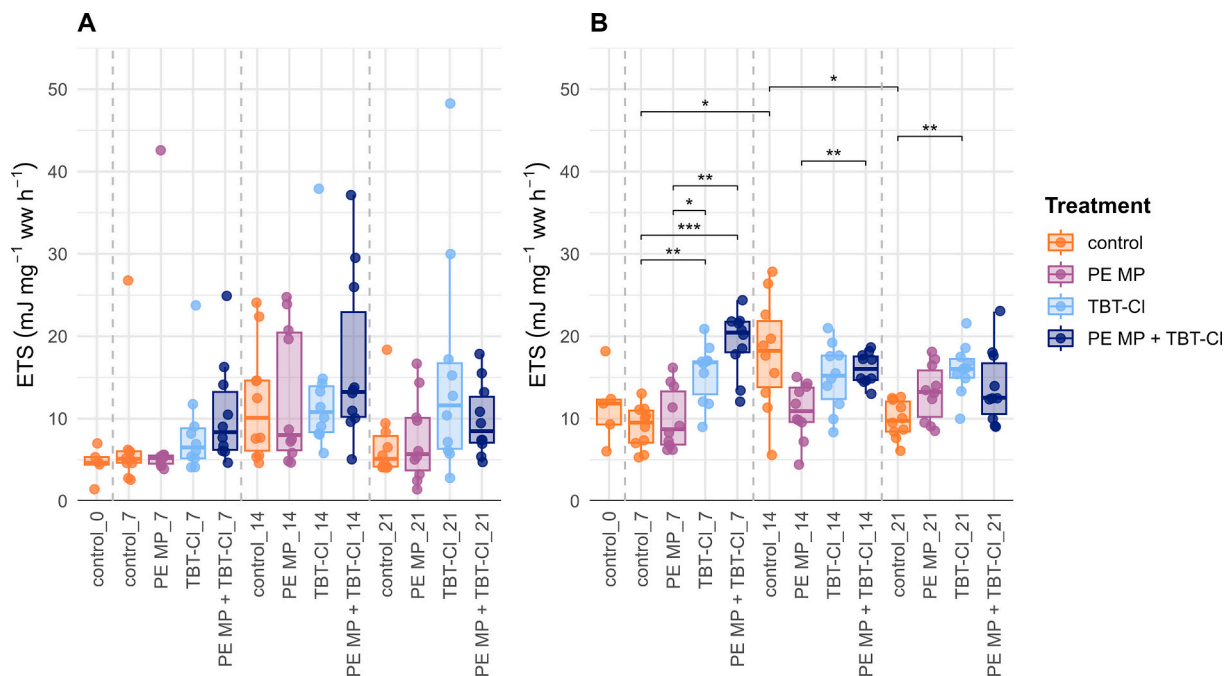 A
B
ETS (mJ mg⁻¹ ww h⁻¹)
50
40
30
20
10
0
control_0
control_7
PE MP_7
TBT-Cl_7
PE MP + TBT-Cl_7
control_14
PE MP_14
TBT-Cl_14
PE MP + TBT-Cl_14
control_21
PE MP_21
TBT-Cl_21
PE MP + TBT-Cl_21
ETS (mJ mg⁻¹ ww h⁻¹)
50
40
30
20
10
0
*
*
**
**
**
*
***
**
control_0
control_7
PE MP_7
TBT-Cl_7
PE MP + TBT-Cl_7
control_14
PE MP_14
TBT-Cl_14
PE MP + TBT-Cl_14
control_21
PE MP_21
TBT-Cl_21
PE MP + TBT-Cl_21
Treatment
control
PE MP
TBT-Cl
PE MP + TBT-Cl